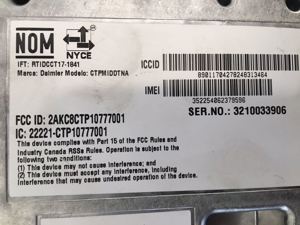 NOM
NYCE
IFT: RTIDCCT17-1841
Marca: Daimler Modelo: CTPMIDDTNA
ICCID
89011704278248313464
IMEI
352254062379596
SER.NO.: 3210033906
FCC ID: 2AKC8CTP10777001
IC: 22221-CTP10777001
This device complies with Part 15 of the FCC Rules and
Industry Canada RSSs Rules. Operation is subject to the
following two conditions:
(1) This device may not cause interference; and
(2) This device must accept any interference, including
interference that may cause undesired operation of the device.